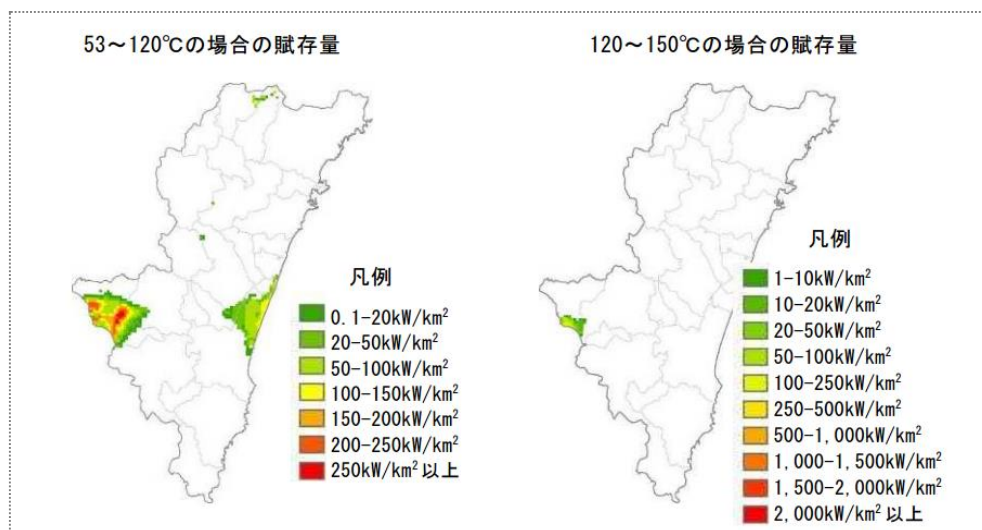 53～120℃の場合の賦存量
凡例
0.1-20kW/km²
20-50kW/km²
50-100kW/km²
100-150kW/km²
150-200kW/km²
200-250kW/km²
250kW/km²以上
120～150℃の場合の賦存量
凡例
1-10kW/km²
10-20kW/km²
20-50kW/km²
50-100kW/km²
100-250kW/km²
250-500kW/km²
500-1,000kW/km²
1,000-1,500kW/km²
1,500-2,000kW/km²
2,000kW/km²以上